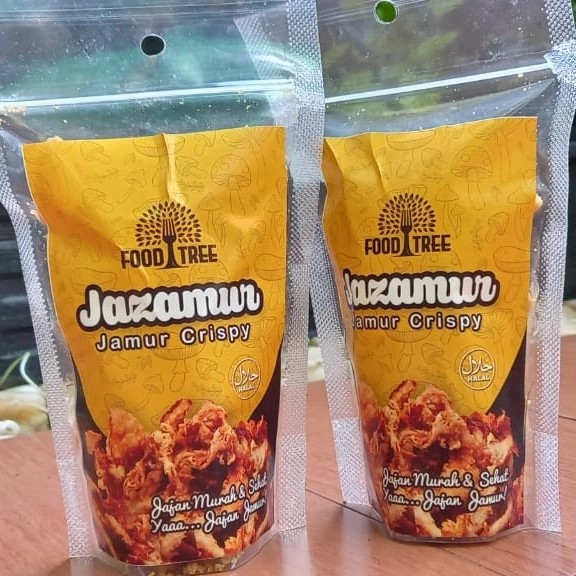 FOOD TREE
Jazamur
Jamur Crispy
حلال
HALAL
Jajan Murah & Sehat
Yaaa... Jajan Jamur!
FOOD TREE
Jazamur
Jamur Crispy
حلال
HALAL
Jajan Murah & Sehat
Yaaa... Jajan Jamur!